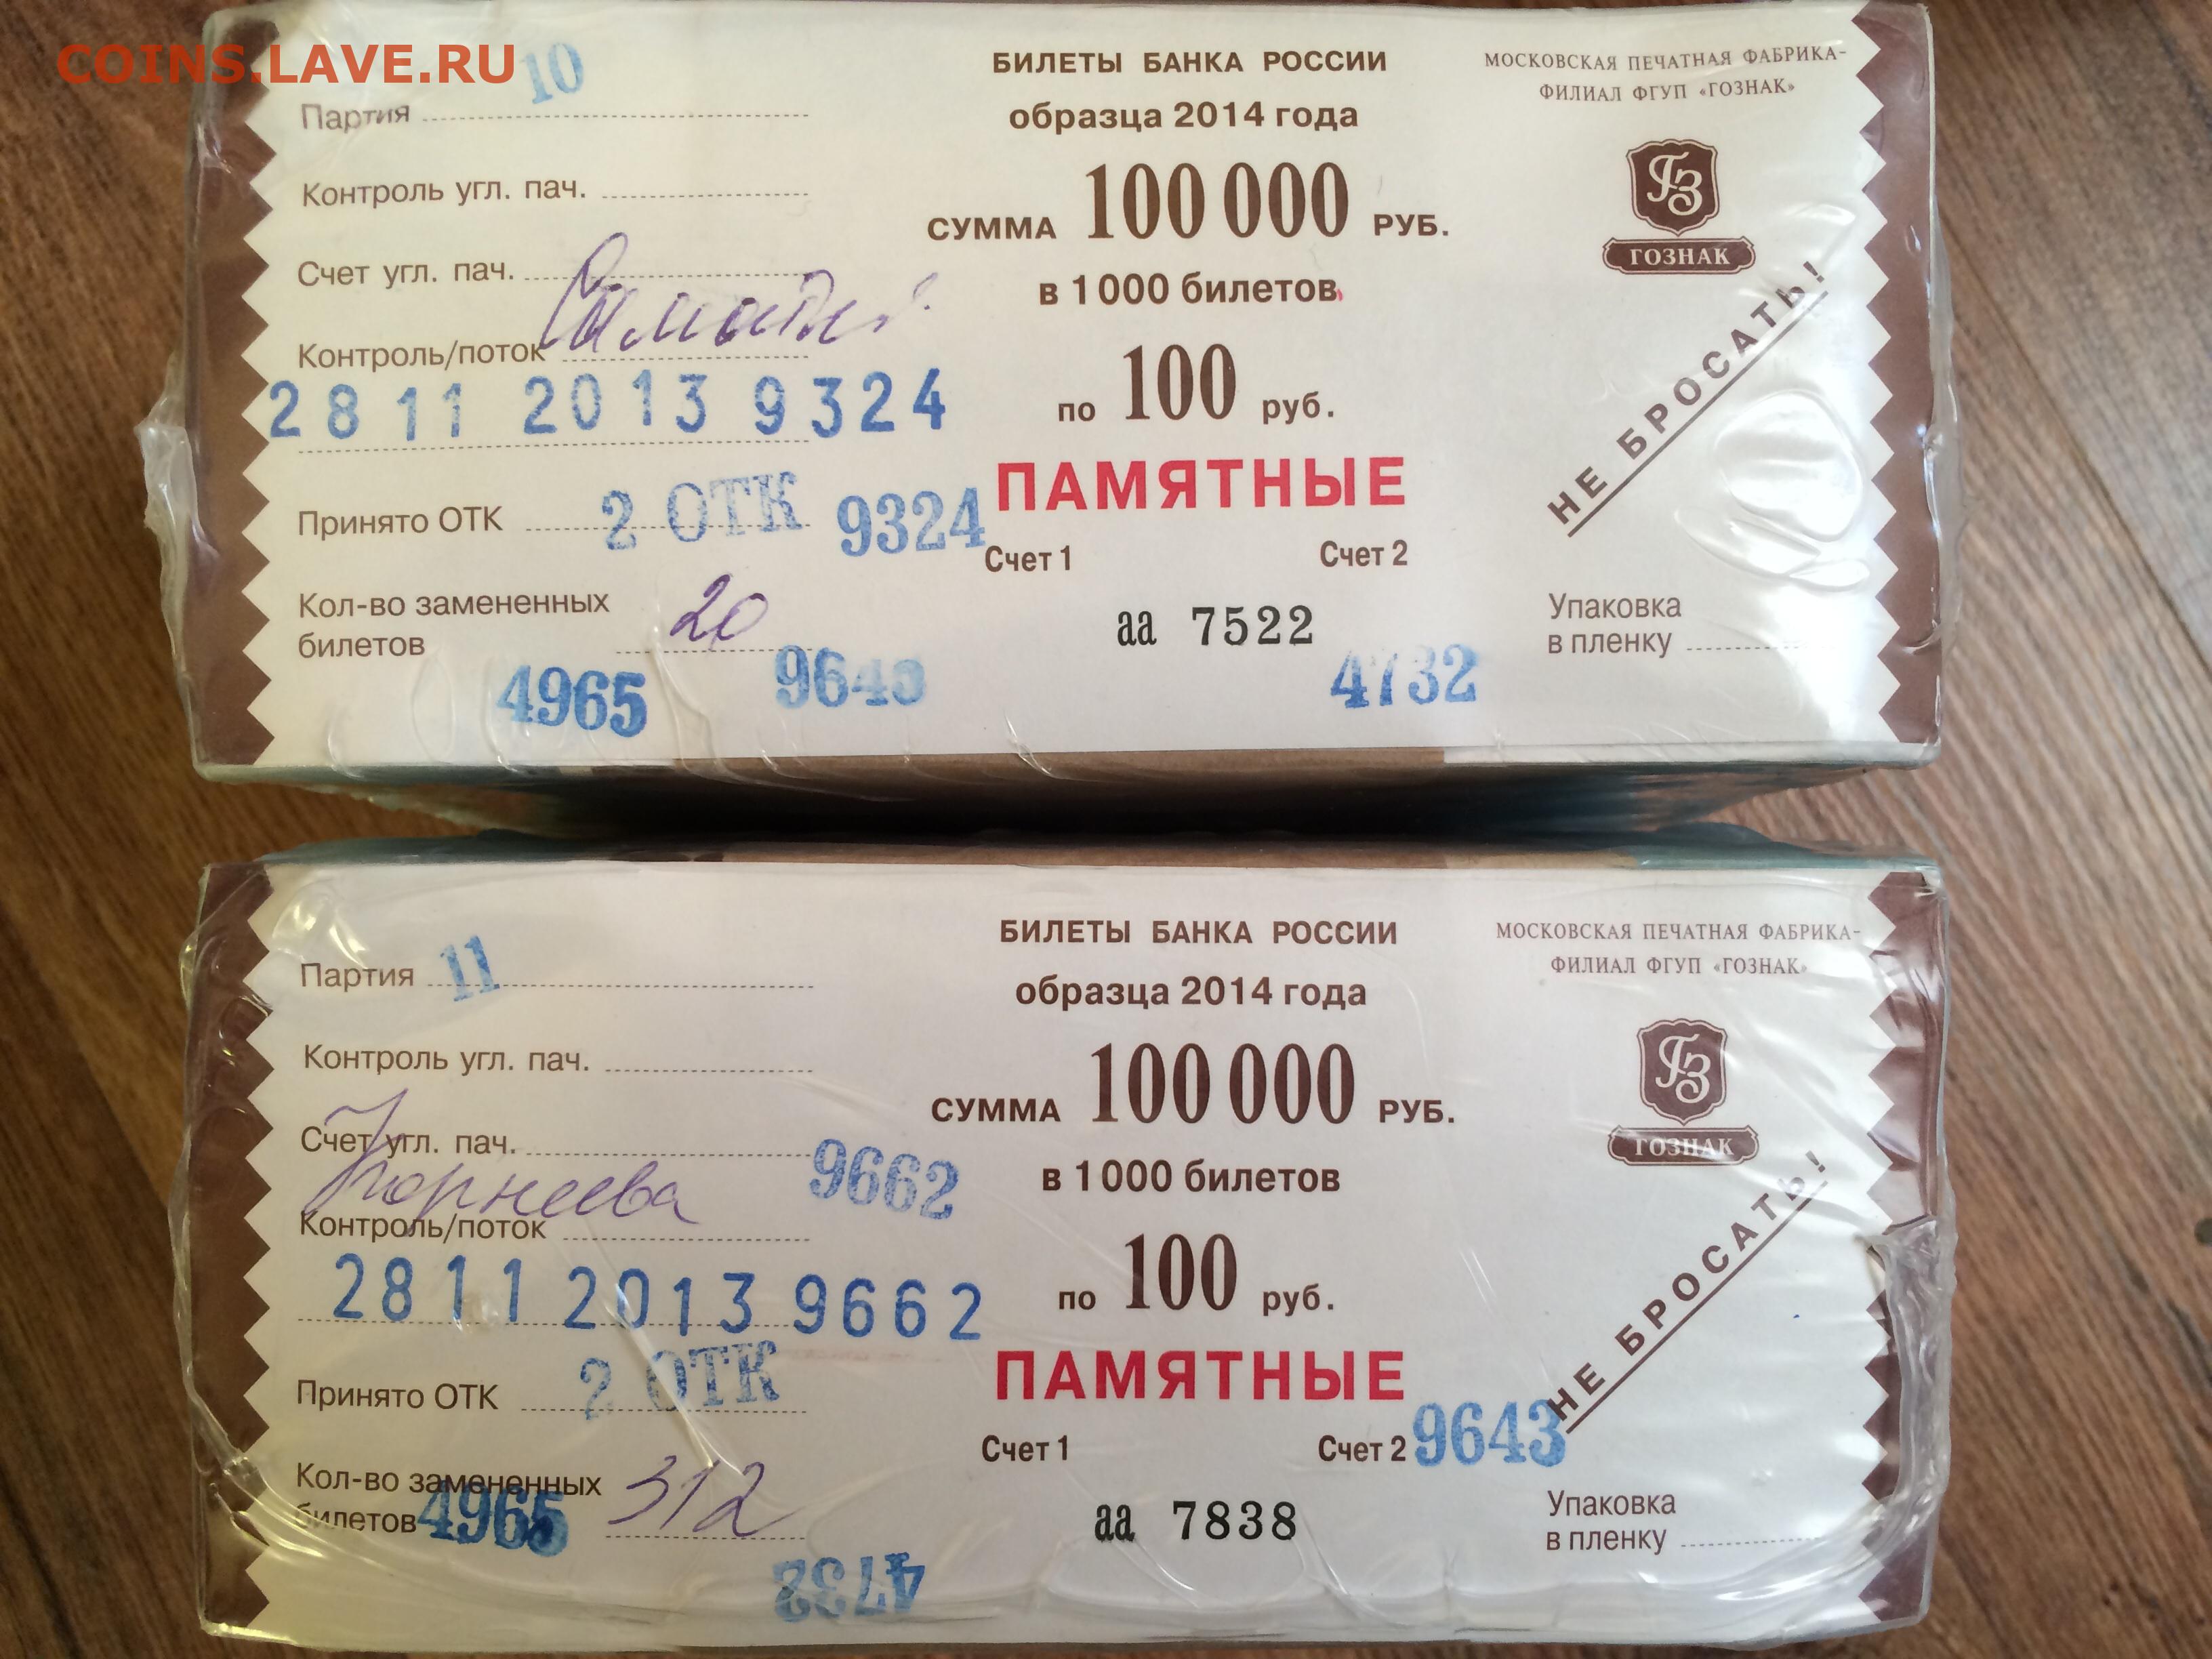 COINS.LAVE.RU
10
Партия
Контроль угл. пач.
Счет угл. пач.
Контроль/поток
28 11 2013 9324
Принято ОТК 2 ОТК 9324
Кол-во замененных
билетов 20
4965 9643 4732
БИЛЕТЫ БАНКА РОССИИ
образца 2014 года
СУММА 100 000 РУБ.
в 1000 билетов
по 100 руб.
ПАМЯТНЫЕ
Счет 1 Счет 2
аа 7522
МОСКОВСКАЯ ПЕЧАТНАЯ ФАБРИКА-
ФИЛИАЛ ФГУП «ГОЗНАК»
ГЗ
ГОЗНАК
НЕ БРОСАТЬ!
Упаковка
в пленку
Партия 11
Контроль угл. пач.
Счет угл. пач. 9662
Корнеева
Контроль/поток
28 11 2013 9662
Принято ОТК 2 ОТК
Кол-во замененных 312
билетов 4965
4732
БИЛЕТЫ БАНКА РОССИИ
образца 2014 года
СУММА 100 000 РУБ.
в 1000 билетов
по 100 руб.
ПАМЯТНЫЕ
Счет 1 Счет 2 9643
аа 7838
МОСКОВСКАЯ ПЕЧАТНАЯ ФАБРИКА-
ФИЛИАЛ ФГУП «ГОЗНАК»
ГЗ
ГОЗНАК
НЕ БРОСАТЬ!
Упаковка
в пленку